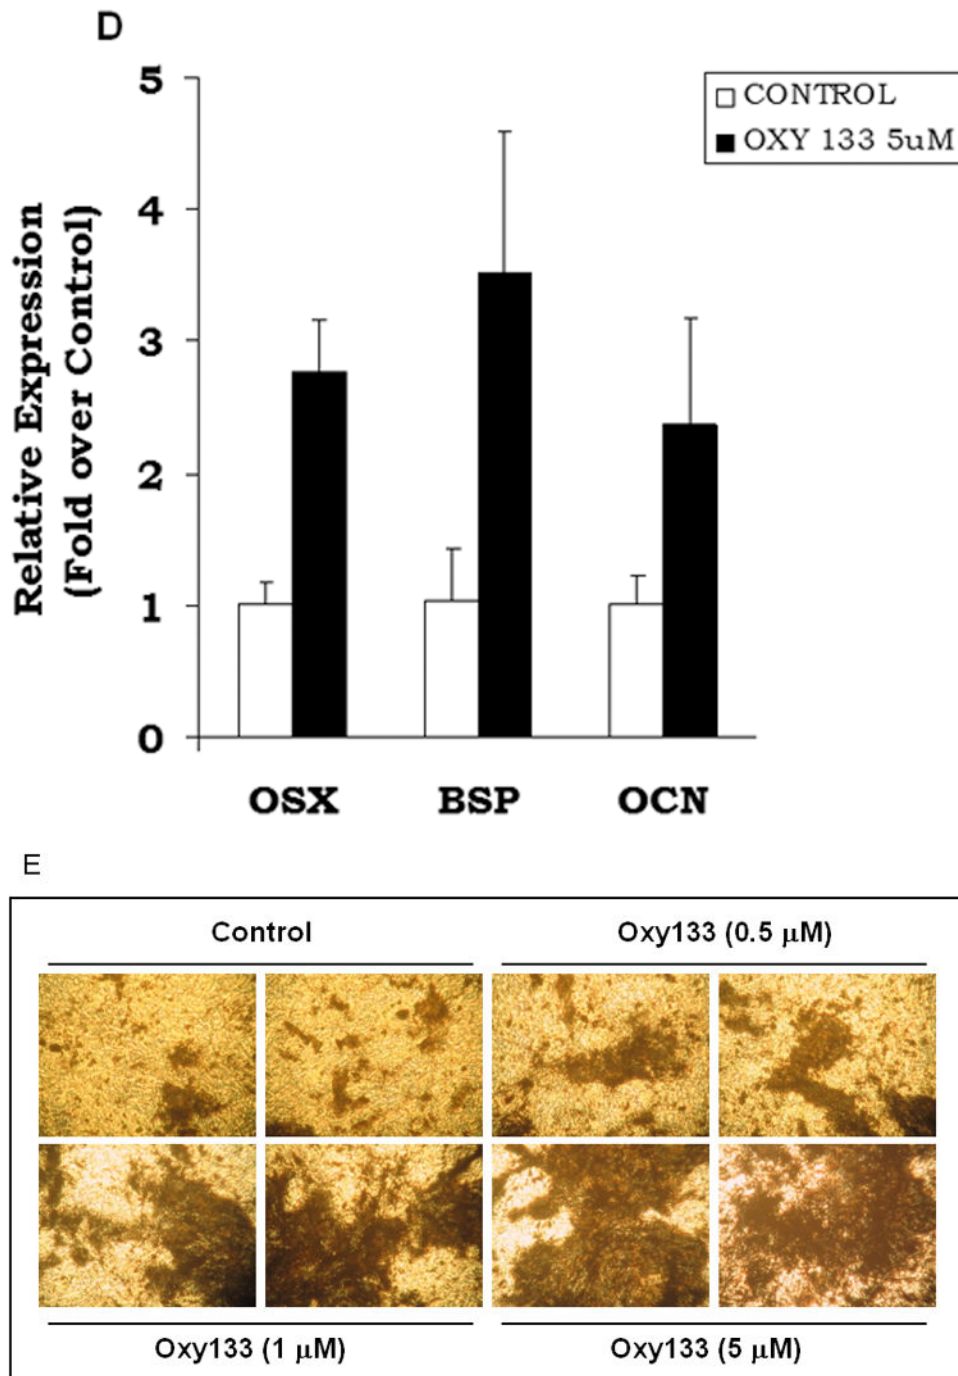 D
5
4
3
2
1
0
Relative Expression
(Fold over Control)
CONTROL
OXY 133 5uM
OSX BSP OCN
E
Control Oxy133 (0.5 μM)
Oxy133 (1 μM) Oxy133 (5 μM)